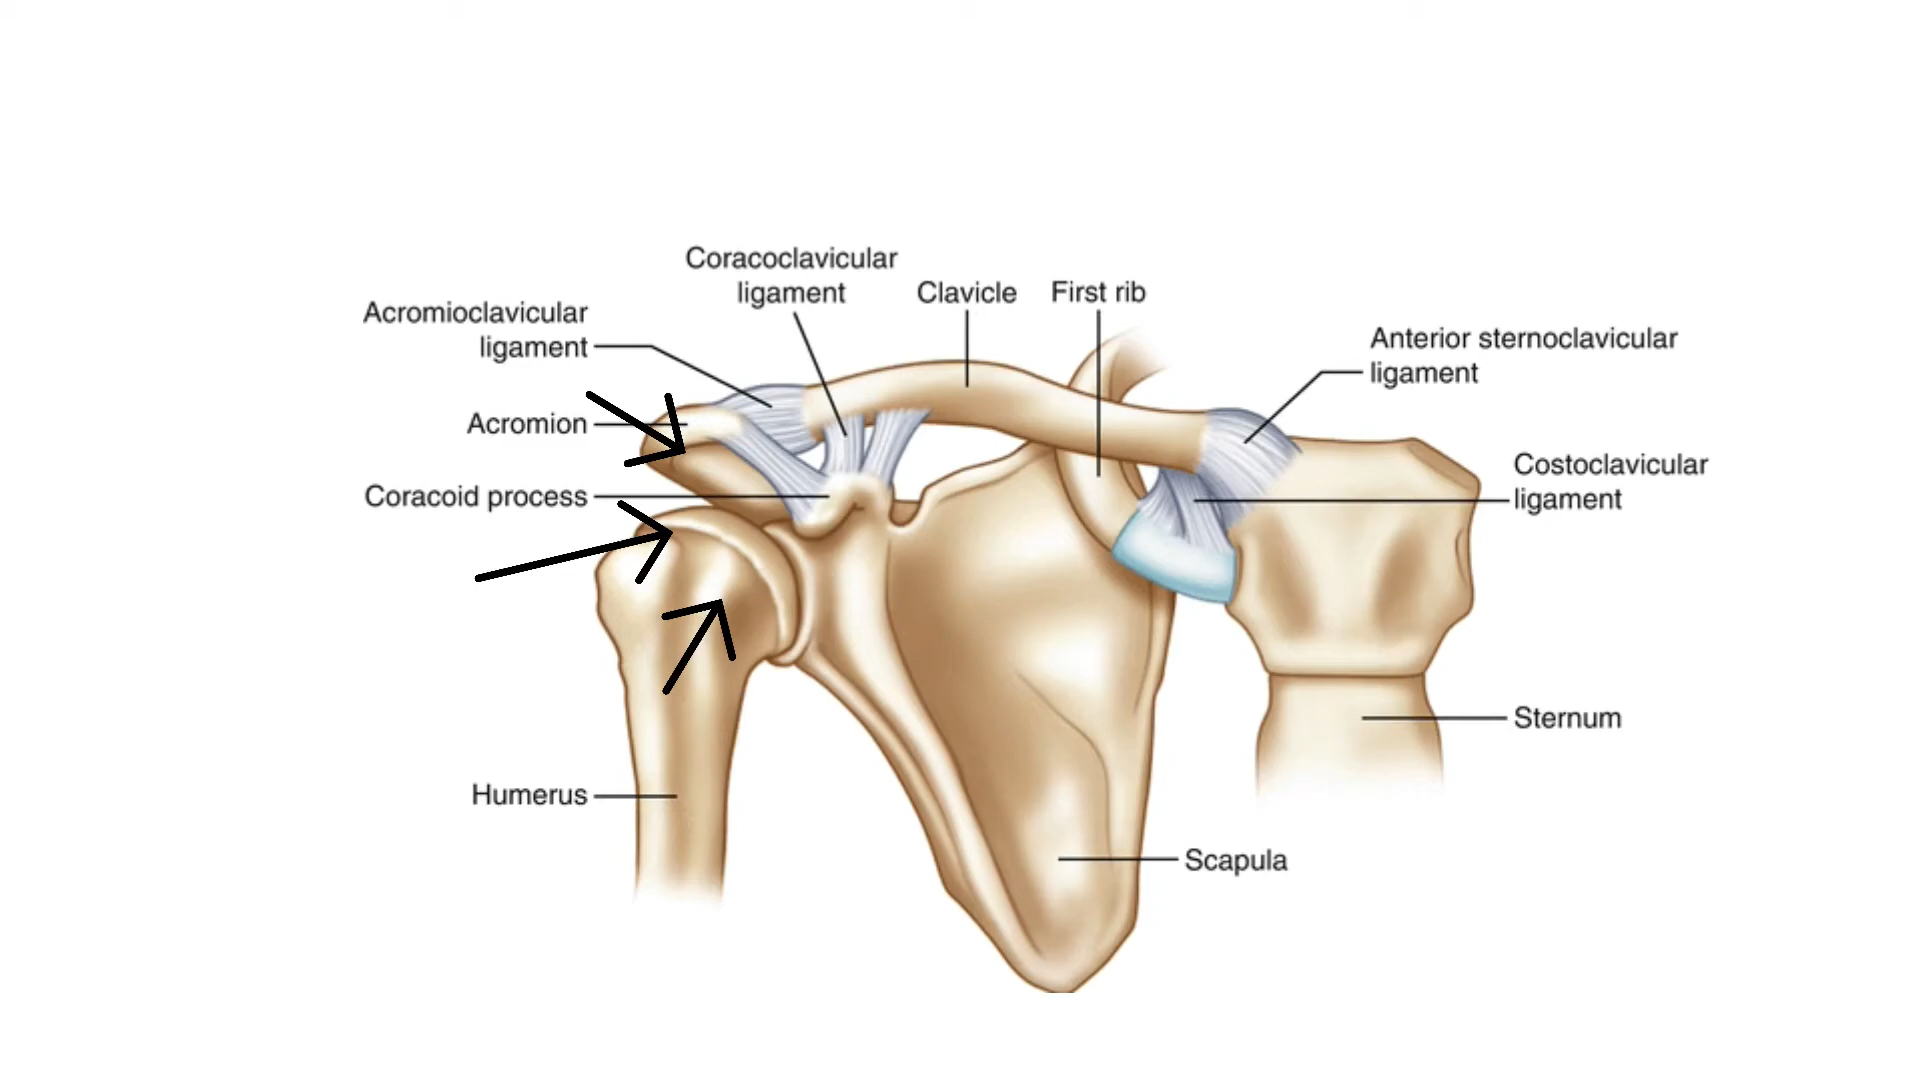 Coracoclavicular
ligament
Clavicle
First rib
Acromioclavicular
ligament
Anterior sternoclavicular
ligament
Acromion
Costoclavicular
ligament
Coracoid process
Sternum
Humerus
Scapula